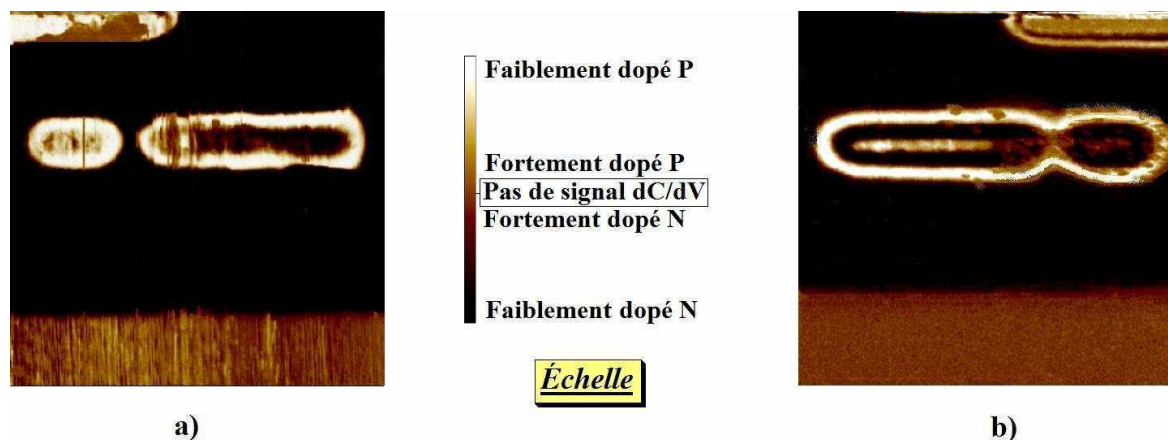 Faiblement dopé P
Fortement dopé P
Pas de signal dC/dV
Fortement dopé N
Faiblement dopé N
Échelle
a)
b)